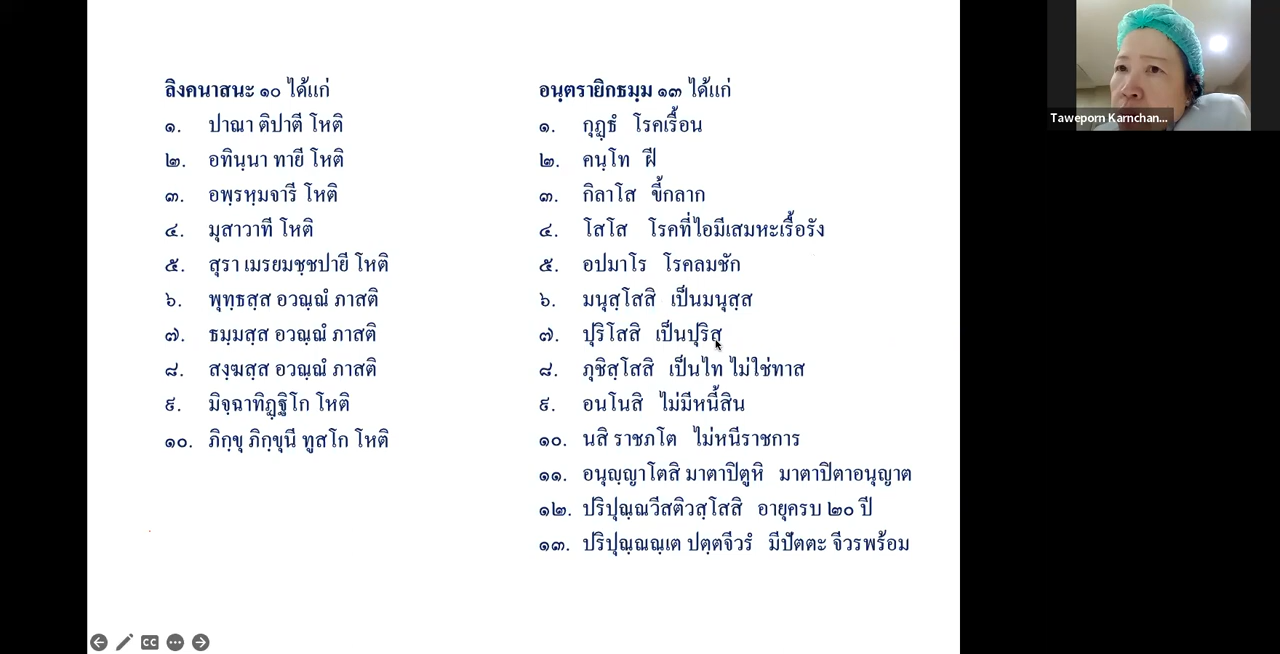 ลิงคนาสนะ ๑๐ ได้แก่
๑. ปาณา ติปาตี โหติ
๒. อทินฺนา ทายี โหติ
๓. อพฺรหฺมจารี โหติ
๔. มุสาวาที โหติ
๕. สุรา เมรยมชฺชปายี โหติ
๖. พุทฺธสฺส อวณฺณํ ภาสติ
๗. ธมฺมสฺส อวณฺณํ ภาสติ
๘. สงฺฆสฺส อวณฺณํ ภาสติ
๙. มิจฺฉาทิฏฺฐิโก โหติ
๑๐. ภิกฺขุ ภิกฺขุนี ทูสโก โหติ
อนฺตรายิกธมฺม ๑๓ ได้แก่
๑. กุฏฺธํ โรคเรื้อน
๒. คนฺโท ฝี
๓. กิลาโส ขี้กลาก
๔. โสโส โรคที่ไอมีเสมหะเรื้อรัง
๕. อปมาโร โรคลมชัก
๖. มนุสฺโสสิ เป็นมนุสฺส
๗. ปุริโสสิ เป็นปุริส
๘. ภุชิสฺโสสิ เป็นไท ไม่ใช่ทาส
๙. อนโนสิ ไม่มีหนี้สิน
๑๐. นสิ ราชภโต ไม่หนีราชการ
๑๑. อนุญฺญาโตสิ มาตาปิตูหิ มาตาปิตาอนุญาต
๑๒. ปริปุณฺณวีสติวสฺโสสิ อายุครบ ๒๐ ปี
๑๓. ปริปุณฺณณฺเต ปตฺตจีวรํ มีปัตตะ จีวรพร้อม
Taweporn Karnchan...
CC